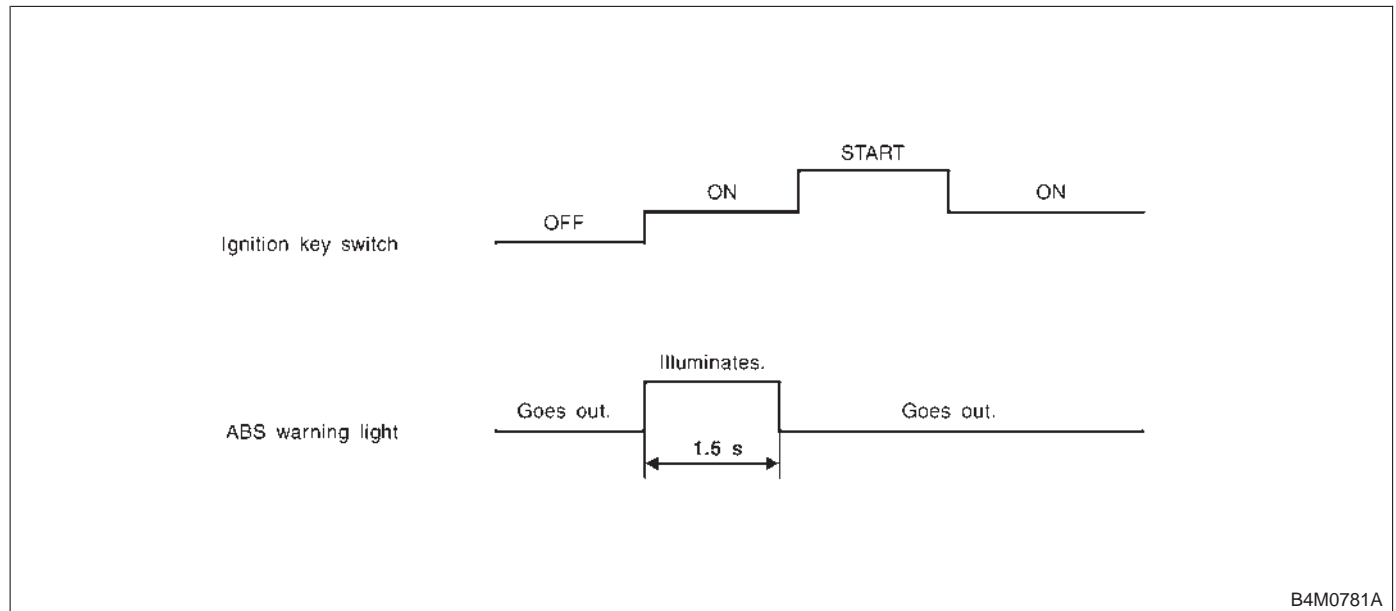 START
ON ON
OFF
Ignition key switch
Illuminates.
Goes out. Goes out.
ABS warning light
1.5 s
B4M0781A